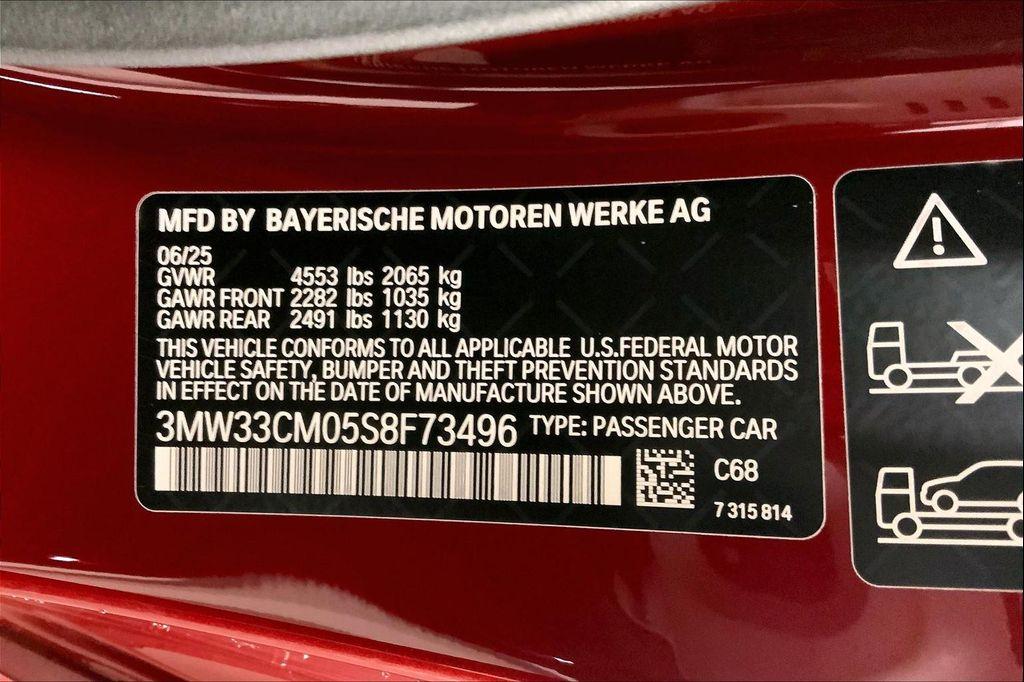 MFD BY BAYERISCHE MOTOREN WERKE AG
06/25
GVWR 4553 lbs 2065 kg
GAWR FRONT 2282 lbs 1035 kg
GAWR REAR 2491 lbs 1130 kg
THIS VEHICLE CONFORMS TO ALL APPLICABLE U.S.FEDERAL MOTOR
VEHICLE SAFETY, BUMPER AND THEFT PREVENTION STANDARDS
IN EFFECT ON THE DATE OF MANUFACTURE SHOWN ABOVE.
3MW33CM05S8F73496 TYPE: PASSENGER CAR
C68
7 315 814